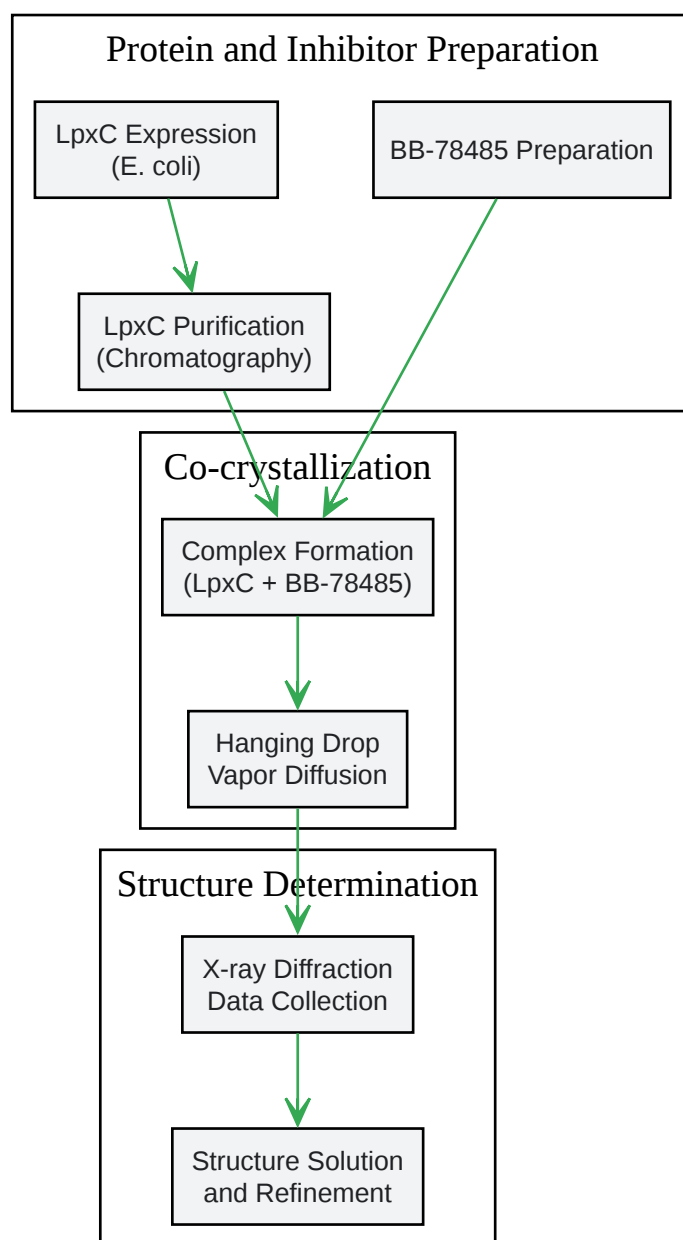 Protein and Inhibitor Preparation
LpxC Expression
(E. coli)
BB-78485 Preparation
LpxC Purification
(Chromatography)
Co-crystallization
Complex Formation
(LpxC + BB-78485)
Hanging Drop
Vapor Diffusion
Structure Determination
X-ray Diffraction
Data Collection
Structure Solution
and Refinement